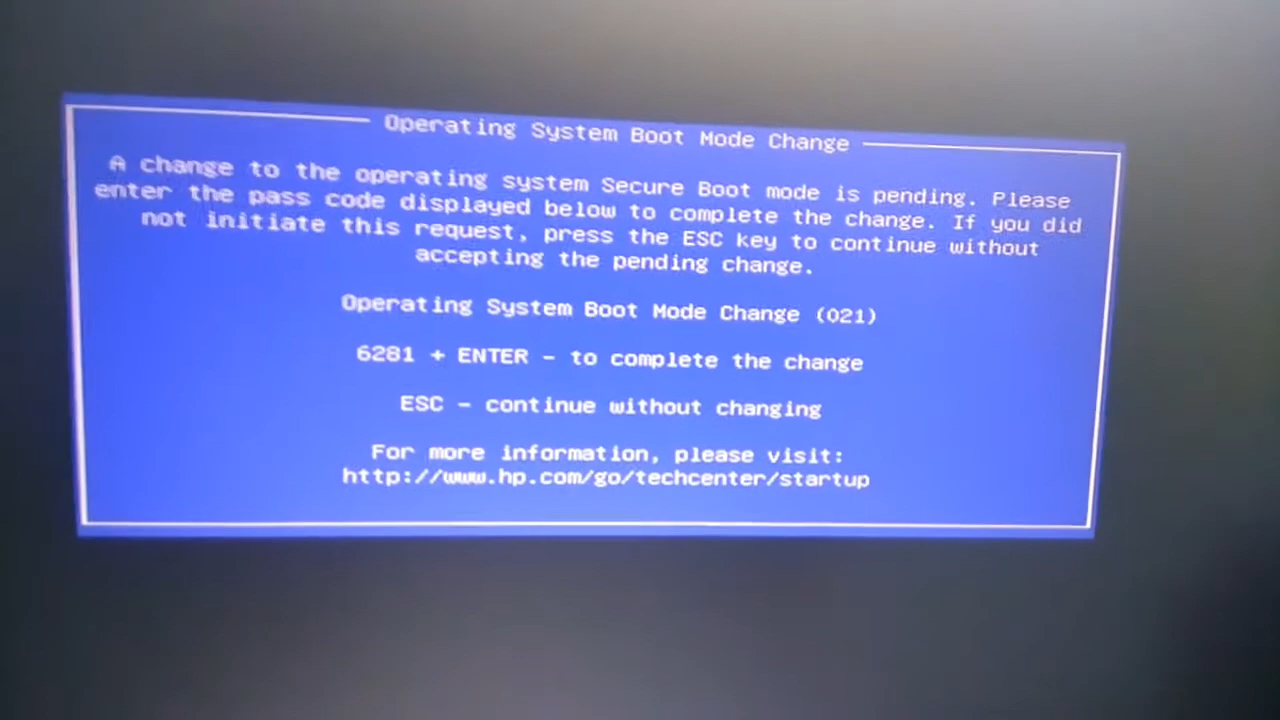 Operating System Boot Mode Change
A change to the operating system Secure Boot mode is pending. Please
enter the pass code displayed below to complete the change. If you did
not initiate this request, press the ESC key to continue without
accepting the pending change.
Operating System Boot Mode Change (021)
6281 + ENTER - to complete the change
ESC - continue without changing
For more information, please visit:
http://www.hp.com/go/techcenter/startup